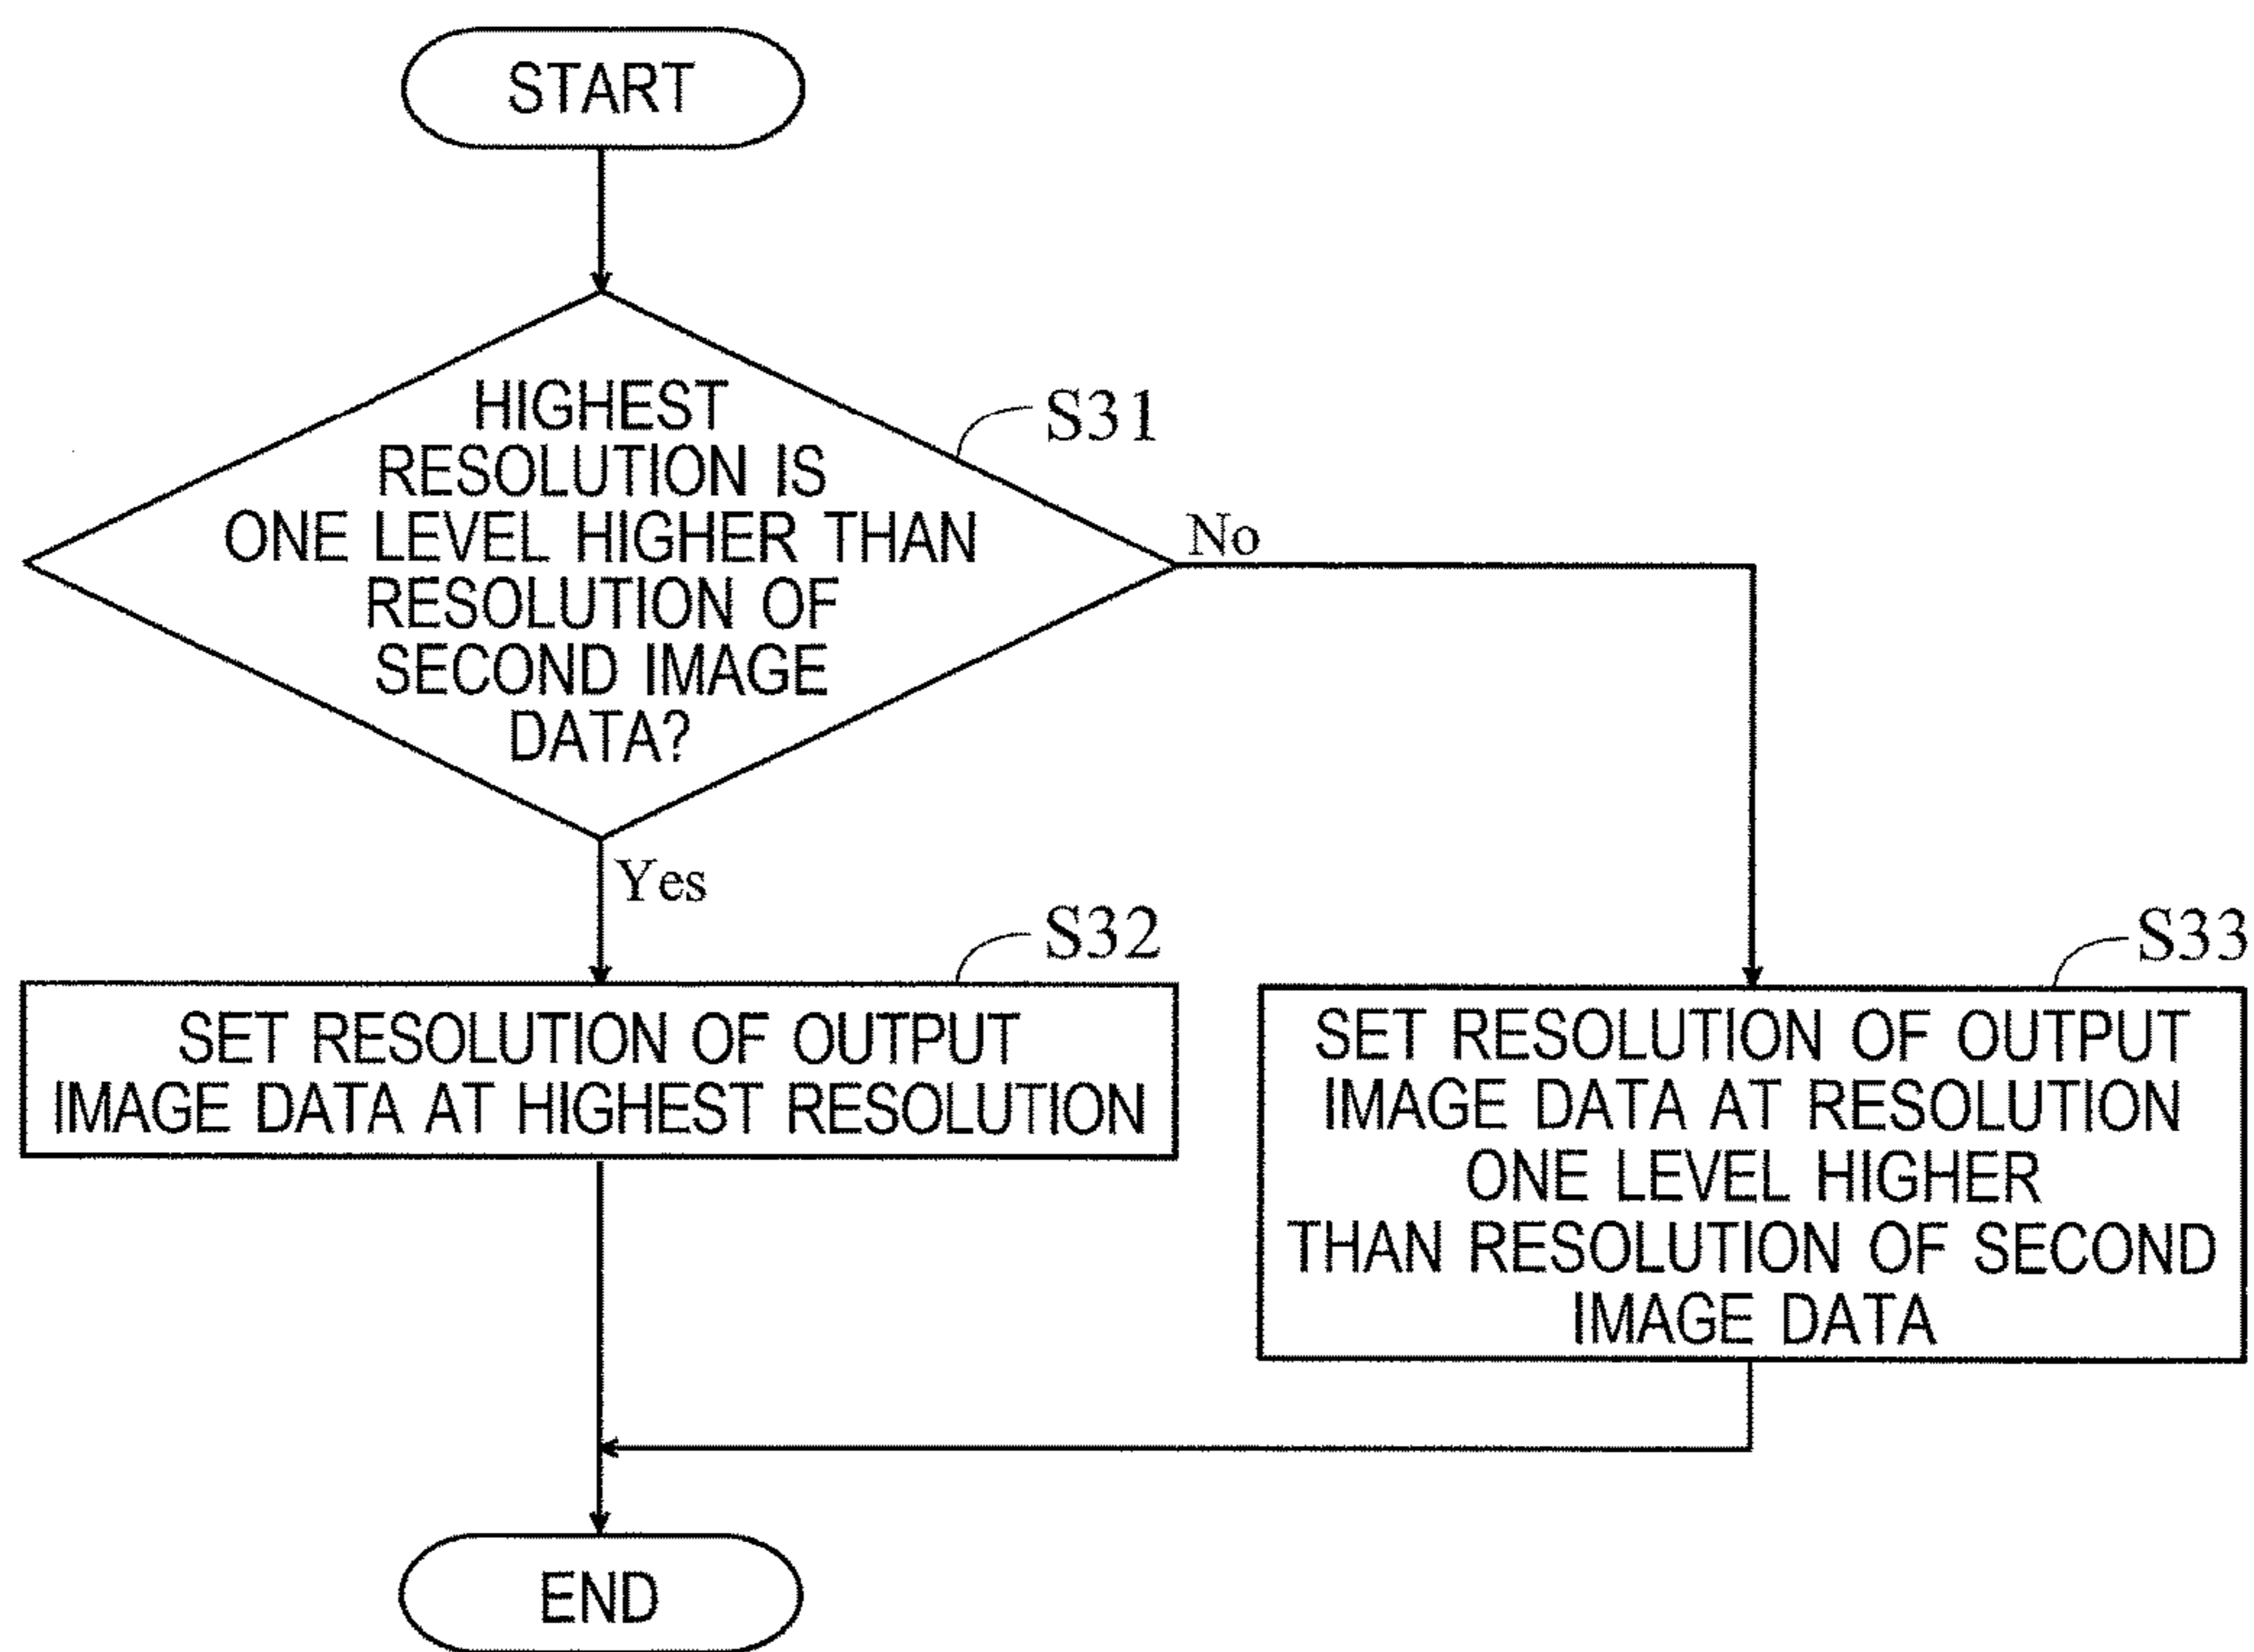 START
HIGHEST
RESOLUTION IS
ONE LEVEL HIGHER THAN
RESOLUTION OF
SECOND IMAGE
DATA?
S31
No
Yes
S32
SET RESOLUTION OF OUTPUT
IMAGE DATA AT HIGHEST RESOLUTION
S33
SET RESOLUTION OF OUTPUT
IMAGE DATA AT RESOLUTION
ONE LEVEL HIGHER
THAN RESOLUTION OF SECOND
IMAGE DATA
END